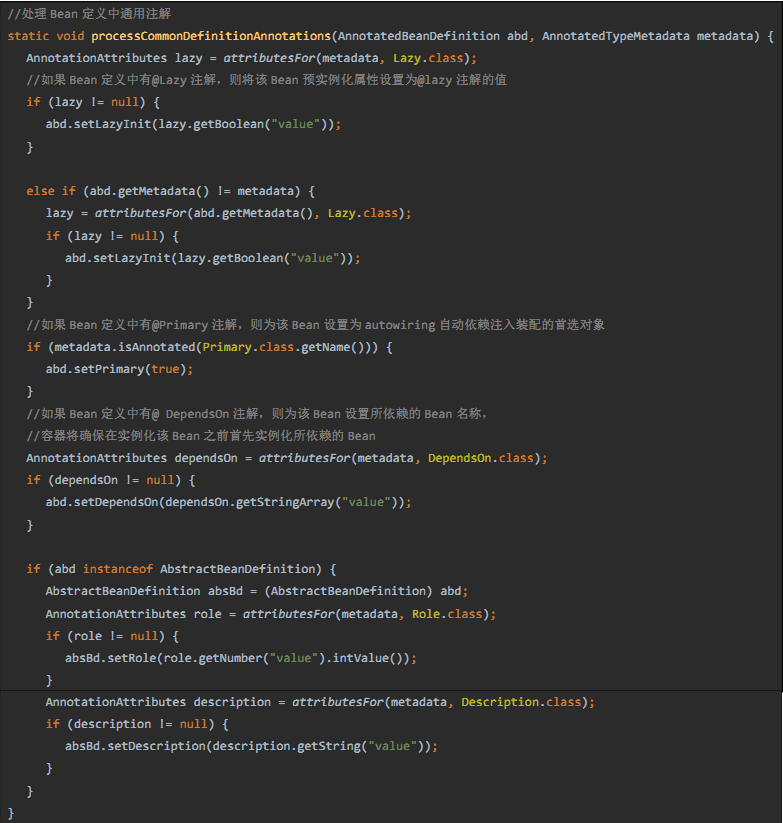 //处理 Bean 定义中通用注解
static void processCommonDefinitionAnnotations(AnnotatedBeanDefinition abd, AnnotatedTypeMetadata metadata) {
AnnotationAttributes lazy = attributesFor(metadata, Lazy.class);
//如果 Bean 定义中有@Lazy 注解，则将该 Bean 预实例化属性设置为@lazy 注解的值
if (lazy != null) {
abd.setLazyInit(lazy.getBoolean("value"));
}
else if (abd.getMetadata() != metadata) {
lazy = attributesFor(abd.getMetadata(), Lazy.class);
if (lazy != null) {
abd.setLazyInit(lazy.getBoolean("value"));
}
}
//如果 Bean 定义中有@Primary 注解，则为该 Bean 设置为 autowiring 自动依赖注入装配的首选对象
if (metadata.isAnnotated(Primary.class.getName())) {
abd.setPrimary(true);
}
//如果 Bean 定义中有@ DependsOn 注解，则为该 Bean 设置所依赖的 Bean 名称，
//容器将确保在实例化该 Bean 之前首先实例化所依赖的 Bean
AnnotationAttributes dependsOn = attributesFor(metadata, DependsOn.class);
if (dependsOn != null) {
abd.setDependsOn(dependsOn.getStringArray("value"));
}
if (abd instanceof AbstractBeanDefinition) {
AbstractBeanDefinition absBd = (AbstractBeanDefinition) abd;
AnnotationAttributes role = attributesFor(metadata, Role.class);
if (role != null) {
absBd.setRole(role.getNumber("value").intValue());
}
AnnotationAttributes description = attributesFor(metadata, Description.class);
if (description != null) {
absBd.setDescription(description.getString("value"));
}
}
}